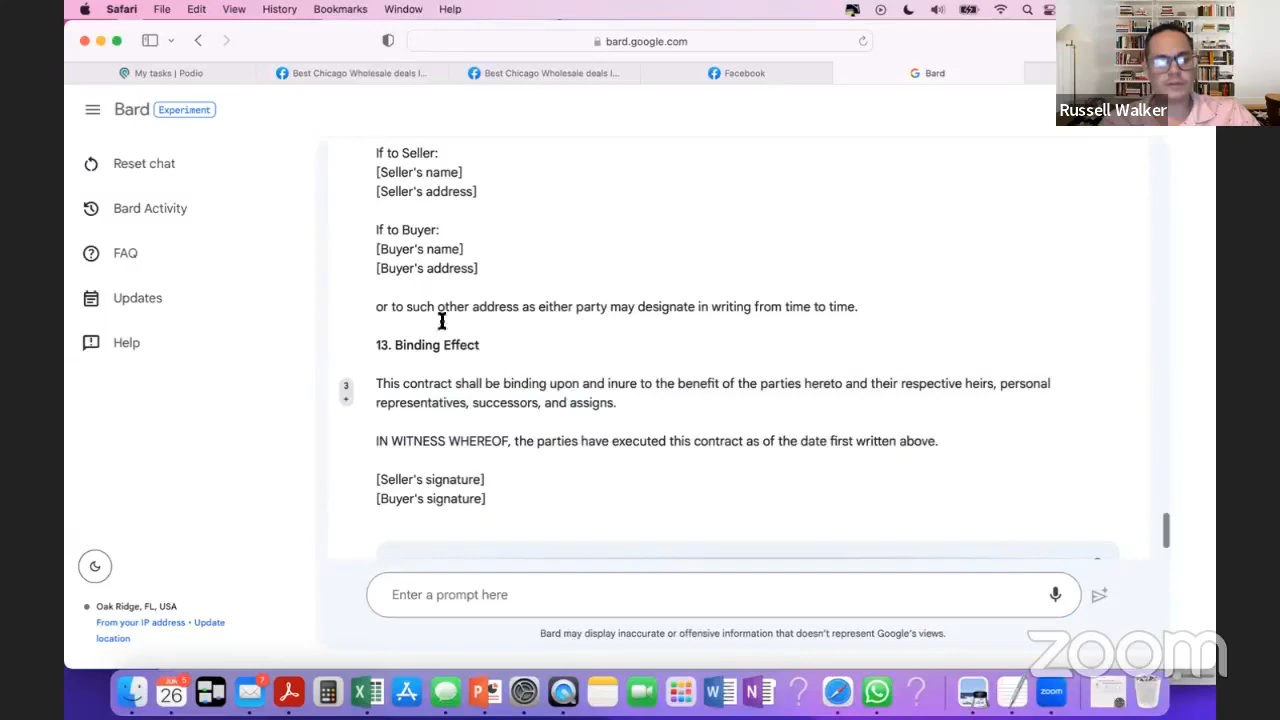 Safari File Edit View History Bookmarks Window Help
bard.google.com
My tasks | Podio
Best Chicago Wholesale deals I...
Best Chicago Wholesale deals I...
Facebook
Bard
Russell Walker
Bard Experiment
Reset chat
Bard Activity
FAQ
Updates
Help
If to Seller:
[Seller's name]
[Seller's address]
If to Buyer:
[Buyer's name]
[Buyer's address]
or to such other address as either party may designate in writing from time to time.
13. Binding Effect
3
This contract shall be binding upon and inure to the benefit of the parties hereto and their respective heirs, personal
representatives, successors, and assigns.
IN WITNESS WHEREOF, the parties have executed this contract as of the date first written above.
[Seller's signature]
[Buyer's signature]
Enter a prompt here
Oak Ridge, FL, USA
From your IP address • Update
location
Bard may display inaccurate or offensive information that doesn't represent Google's views.
zoom
JUN
26
5
7
zoom